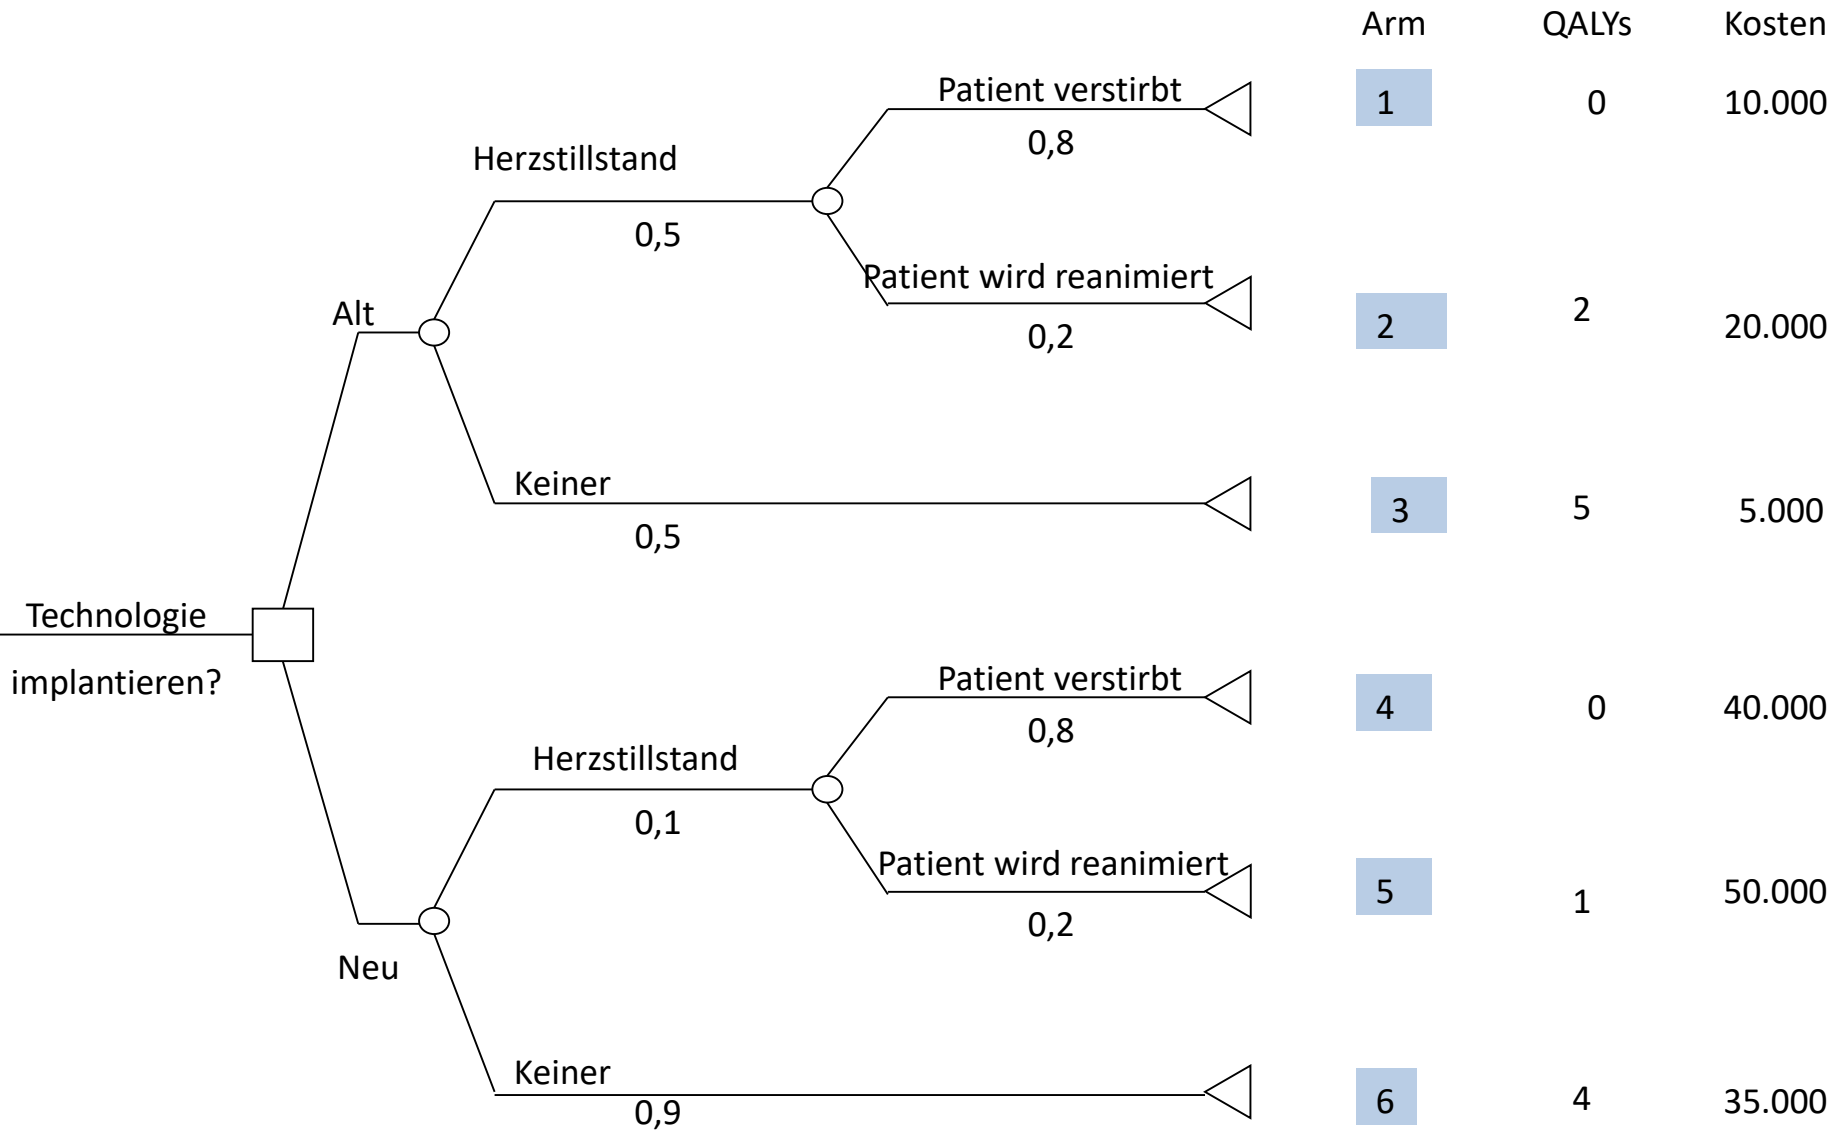 Arm QALYs Kosten
Patient verstirbt 1 0 10.000
0,8
Herzstillstand
0,5
Patient wird reanimiert
Alt 2 2 20.000
0,2
Keiner 3 5 5.000
0,5
Technologie
implantieren?
Patient verstirbt 4 0 40.000
0,8
Herzstillstand
0,1
Patient wird reanimiert 5 1 50.000
0,2
Neu
Keiner 6 4 35.000
0,9